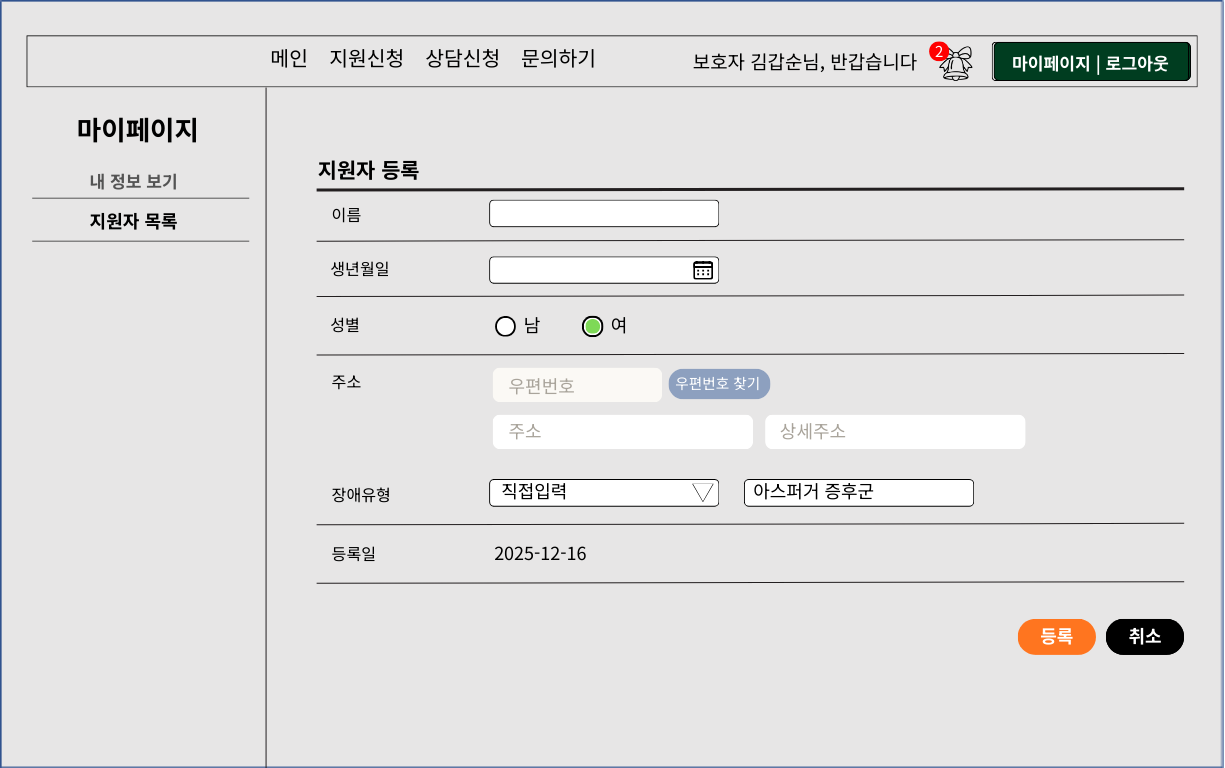 메인 지원신청 상담신청 문의하기 보호자 김갑순님, 반갑습니다 2 마이페이지 | 로그아웃
마이페이지
내 정보 보기
지원자 목록
지원자 등록
이름
생년월일
성별 남 여
주소 우편번호 우편번호 찾기
주소 상세주소
장애유형 직접입력 아스퍼거 증후군
등록일 2025-12-16
등록 취소